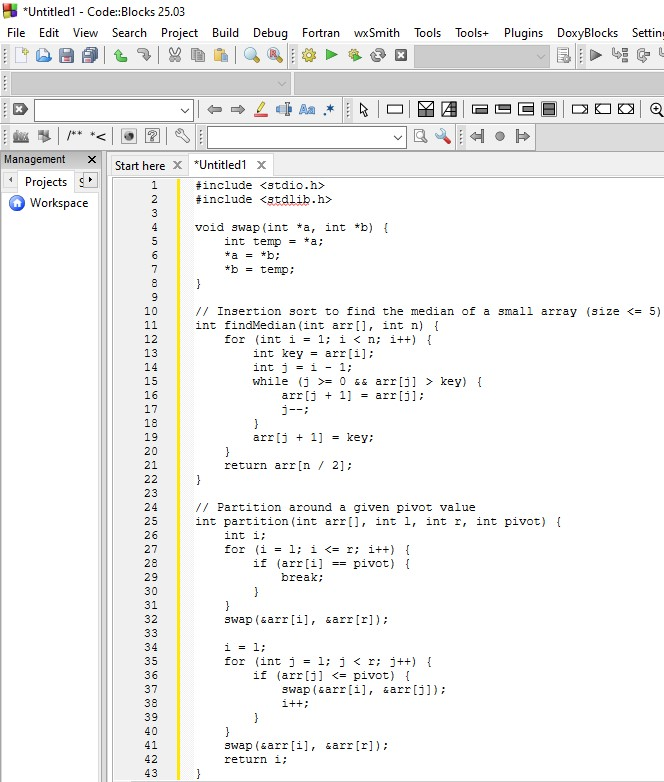 *Untitled1 - Code::Blocks 25.03
File Edit View Search Project Build Debug Fortran wxSmith Tools Tools+ Plugins DoxyBlocks
Aa .*
/** *<
Management X
Start here X *Untitled1 X
Projects
Workspace
1 #include <stdio.h>
2 #include <stdlib.h>
3
4 void swap(int *a, int *b) {
5     int temp = *a;
6     *a = *b;
7     *b = temp;
8 }
9
10 // Insertion sort to find the median of a small array (size <= 5)
11 int findMedian(int arr[], int n) {
12     for (int i = 1; i < n; i++) {
13         int key = arr[i];
14         int j = i - 1;
15         while (j >= 0 && arr[j] > key) {
16             arr[j + 1] = arr[j];
17             j--;
18         }
19         arr[j + 1] = key;
20     }
21     return arr[n / 2];
22 }
23
24 // Partition around a given pivot value
25 int partition(int arr[], int l, int r, int pivot) {
26     int i;
27     for (i = l; i <= r; i++) {
28         if (arr[i] == pivot) {
29             break;
30         }
31     }
32     swap(&arr[i], &arr[r]);
33
34     i = l;
35     for (int j = l; j < r; j++) {
36         if (arr[j] <= pivot) {
37             swap(&arr[i], &arr[j]);
38             i++;
39         }
40     }
41     swap(&arr[i], &arr[r]);
42     return i;
43 }